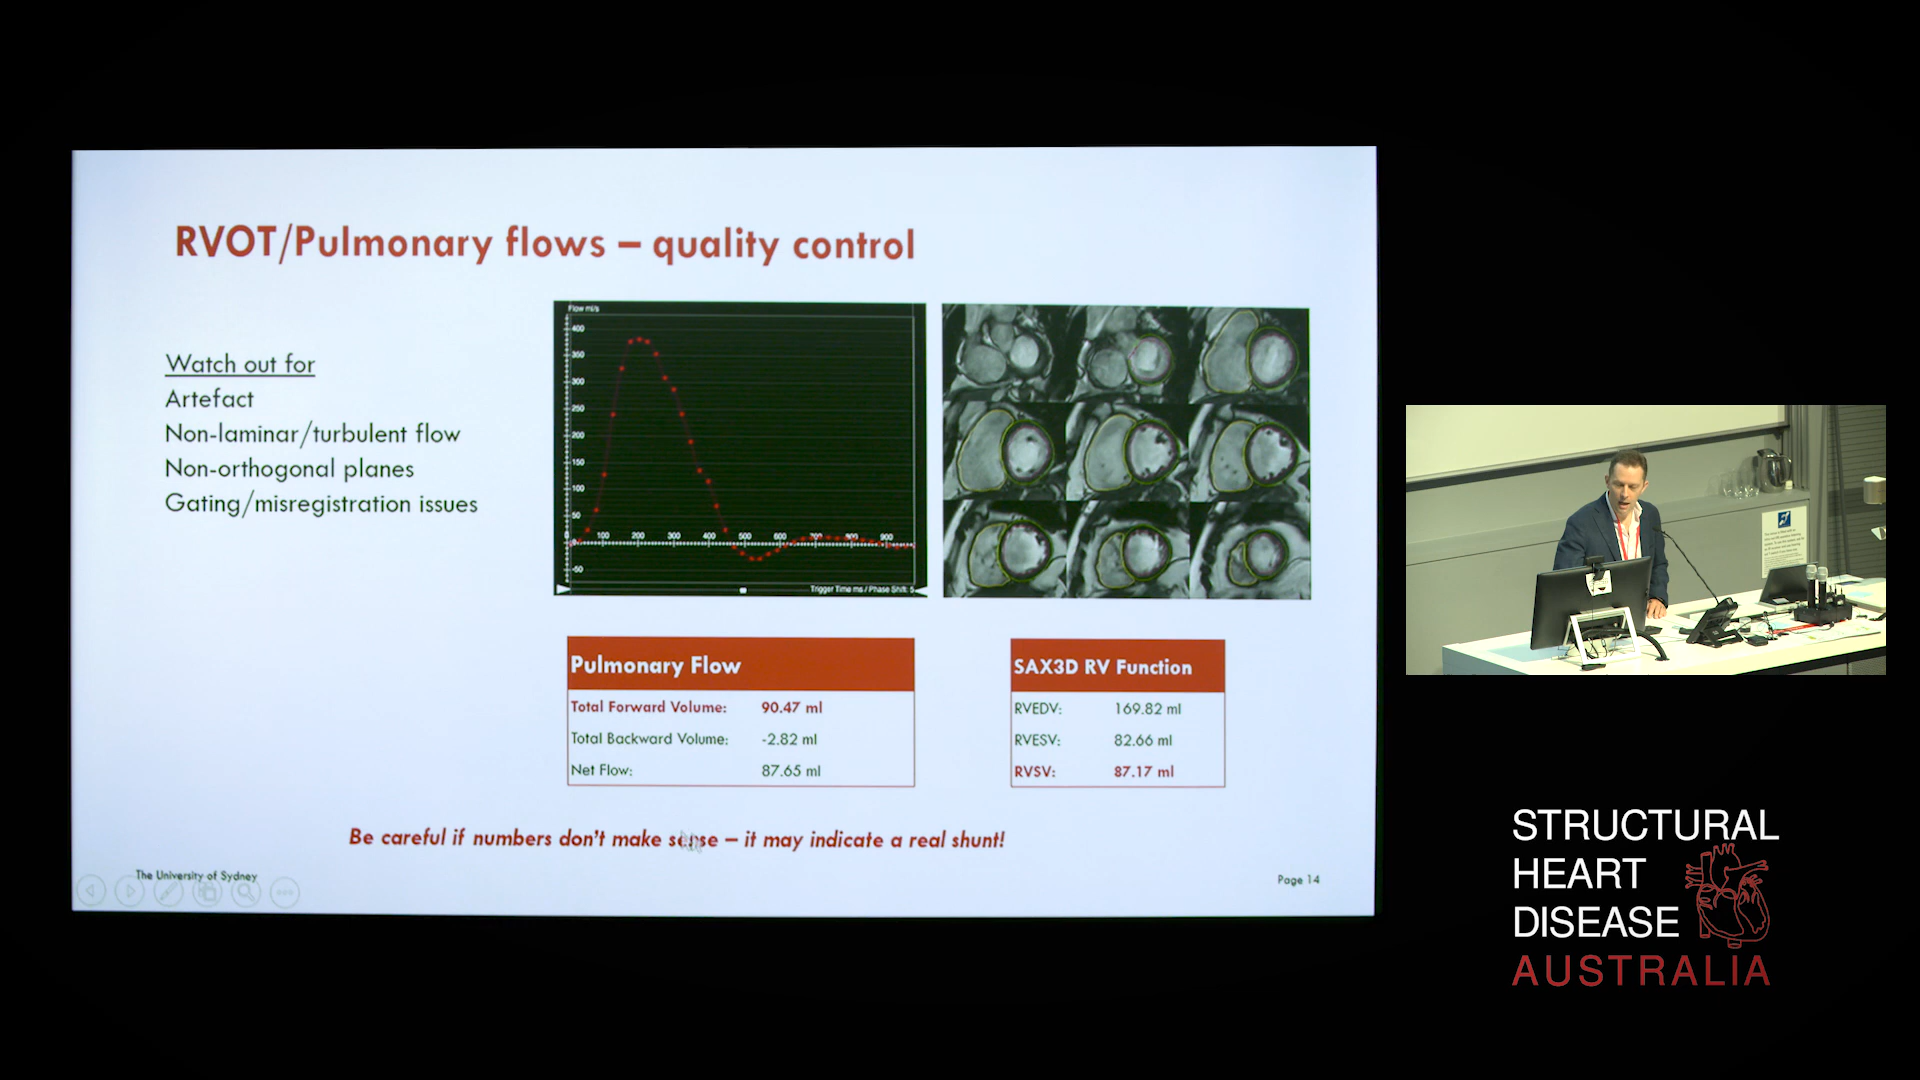 RVOT/Pulmonary flows – quality control
Watch out for
Artefact
Non-laminar/turbulent flow
Non-orthogonal planes
Gating/misregistration issues
Flow ml/s
400
350
300
250
200
150
100
50
0
-50
100 200 300 400 500 600 700 800 900
Trigger Time ms / Phase Shift: 5
Pulmonary Flow
Total Forward Volume: 90.47 ml
Total Backward Volume: -2.82 ml
Net Flow: 87.65 ml
SAX3D RV Function
RVEDV: 169.82 ml
RVESV: 82.66 ml
RVSV: 87.17 ml
Be careful if numbers don't make sense – it may indicate a real shunt!
The University of Sydney
Page 14
STRUCTURAL
HEART
DISEASE
AUSTRALIA